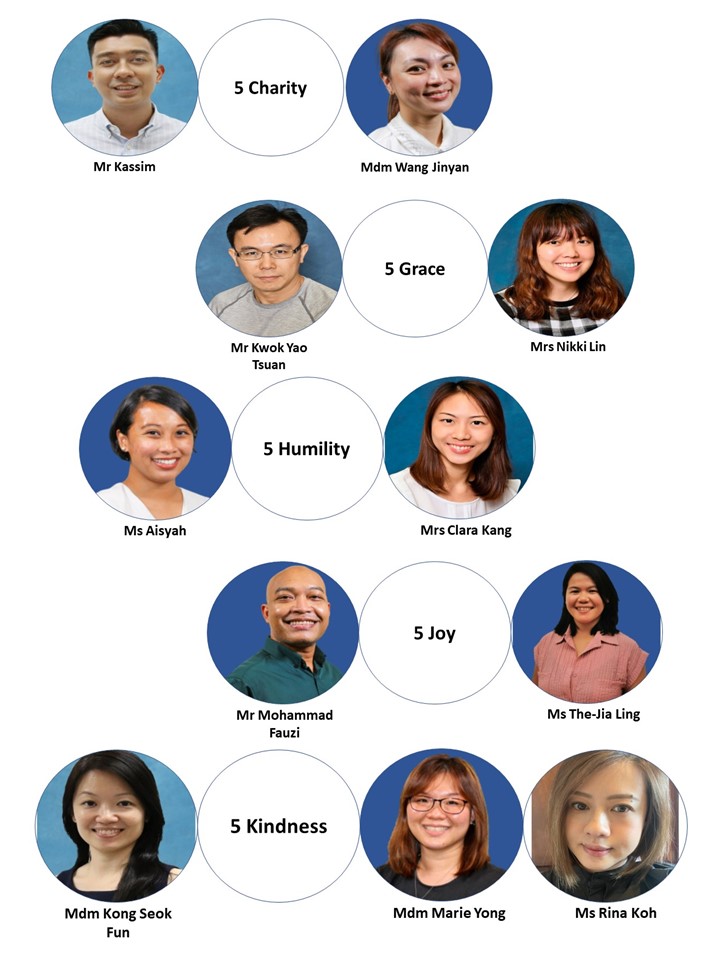 5 Charity
Mr Kassim
Mdm Wang Jinyan
5 Grace
Mr Kwok Yao
Tsuan
Mrs Nikki Lin
5 Humility
Ms Aisyah
Mrs Clara Kang
5 Joy
Mr Mohammad
Fauzi
Ms The-Jia Ling
5 Kindness
Mdm Kong Seok
Fun
Mdm Marie Yong
Ms Rina Koh